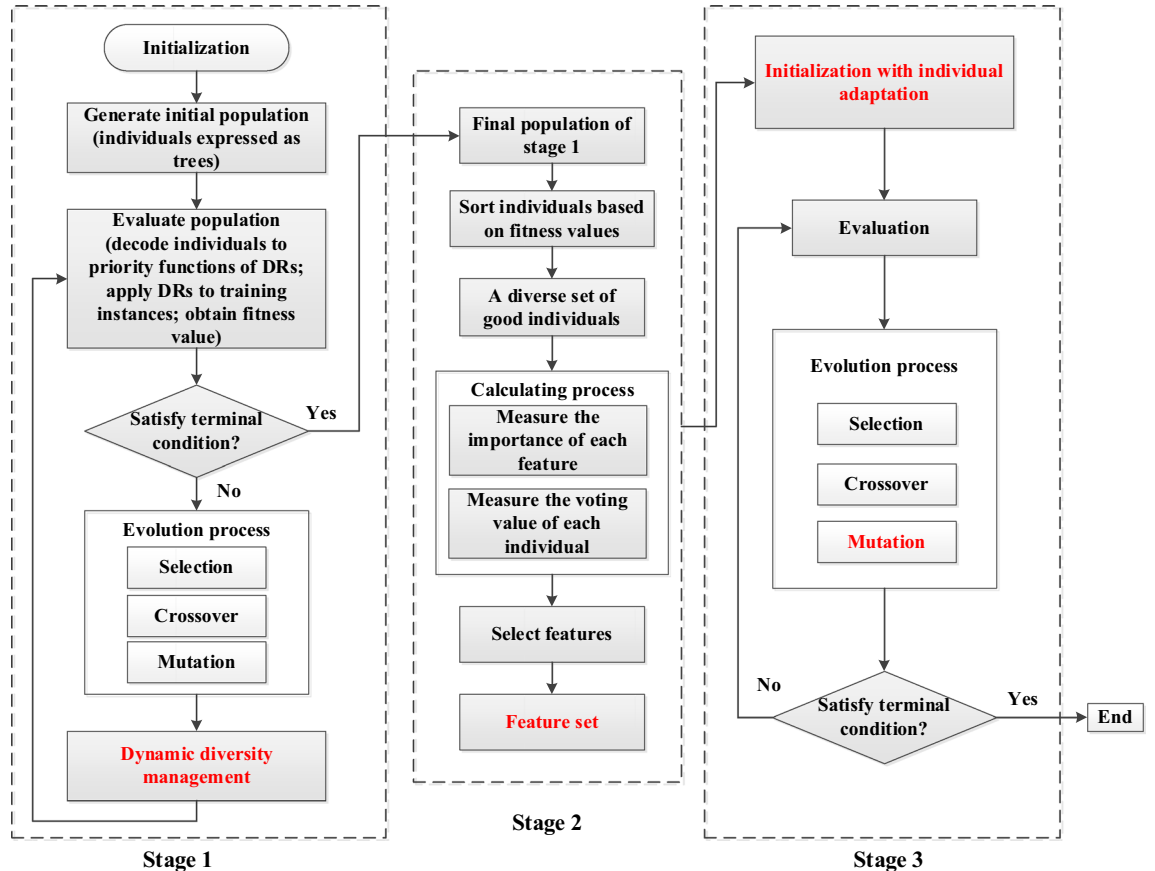 Initialization
Generate initial population
(individuals expressed as
trees)
Evaluate population
(decode individuals to
priority functions of DRs;
apply DRs to training
instances; obtain fitness
value)
Satisfy terminal
condition?
Yes
No
Evolution process
Selection
Crossover
Mutation
Dynamic diversity
management
Stage 1
Final population of
stage 1
Sort individuals based
on fitness values
A diverse set of
good individuals
Calculating process
Measure the
importance of each
feature
Measure the voting
value of each
individual
Select features
Feature set
Stage 2
Initialization with individual
adaptation
Evaluation
Evolution process
Selection
Crossover
Mutation
No
Satisfy terminal
condition?
Yes
End
Stage 3